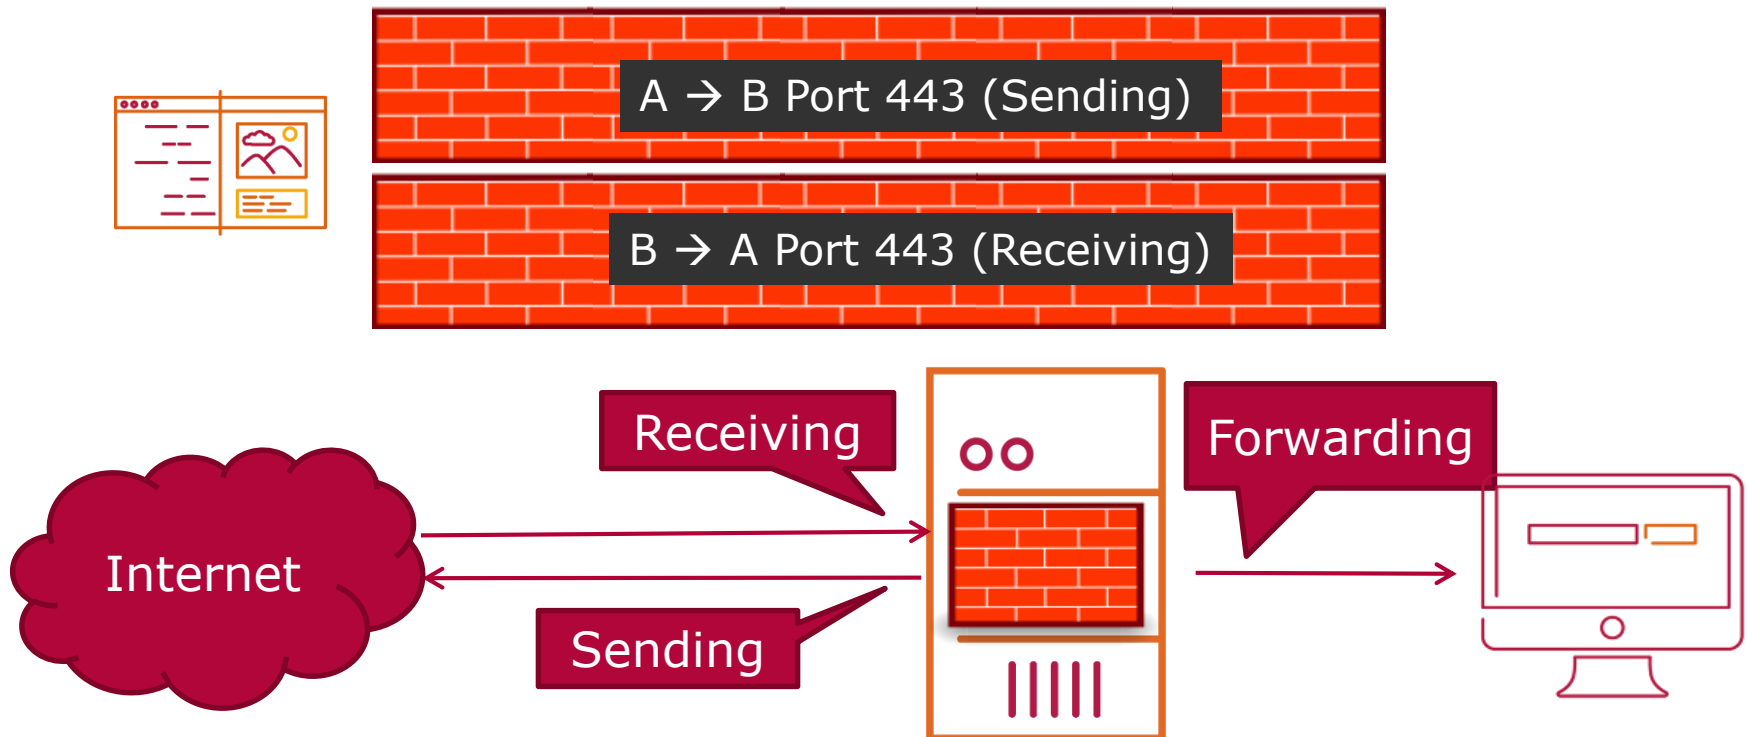 A → B Port 443 (Sending)
B → A Port 443 (Receiving)
Receiving
Forwarding
Internet
Sending